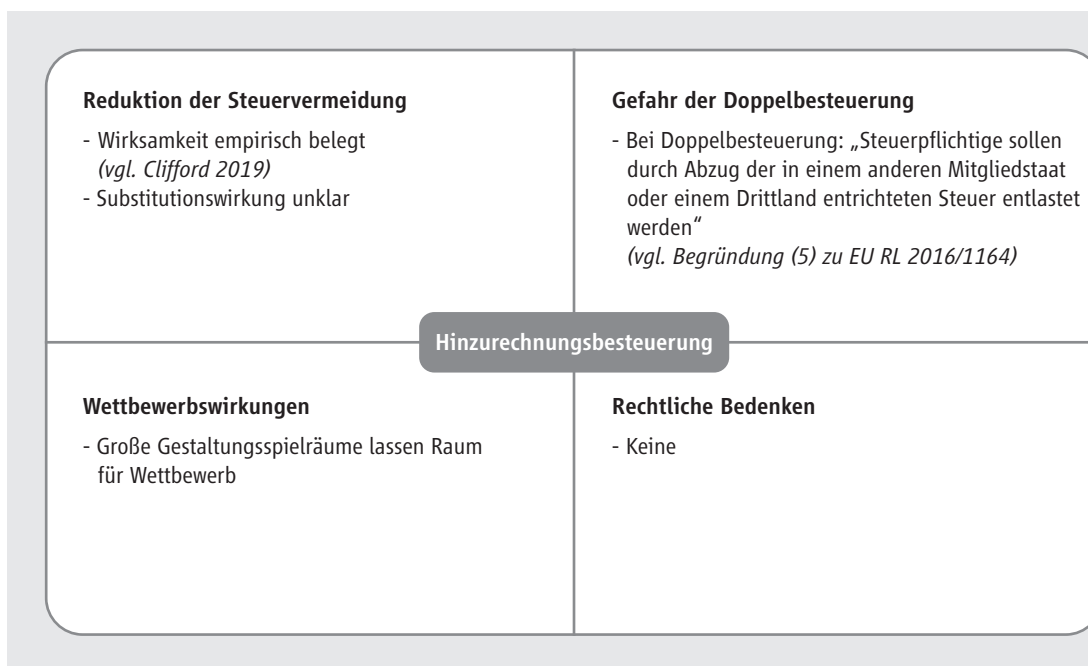 Reduktion der Steuervermeidung
- Wirksamkeit empirisch belegt
(vgl. Clifford 2019)
- Substitutionswirkung unklar
Gefahr der Doppelbesteuerung
- Bei Doppelbesteuerung: „Steuerpflichtige sollen
durch Abzug der in einem anderen Mitgliedstaat
oder einem Drittland entrichteten Steuer entlastet
werden“
(vgl. Begründung (5) zu EU RL 2016/1164)
Hinzurechnungsbesteuerung
Wettbewerbswirkungen
- Große Gestaltungsspielräume lassen Raum
für Wettbewerb
Rechtliche Bedenken
- Keine